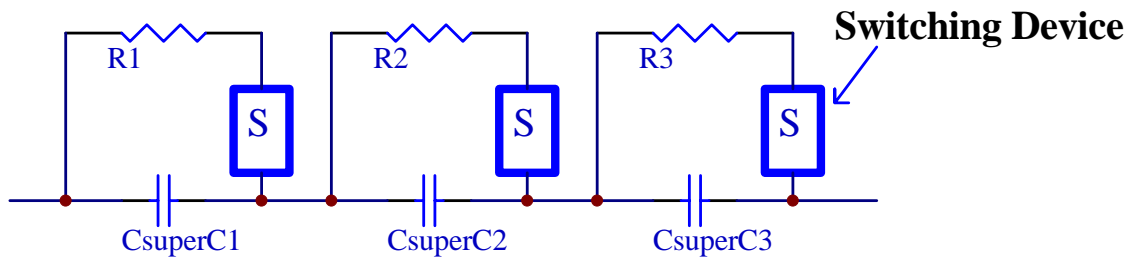 Switching Device
R1
R2
R3
S
S
S
CsuperC1
CsuperC2
CsuperC3